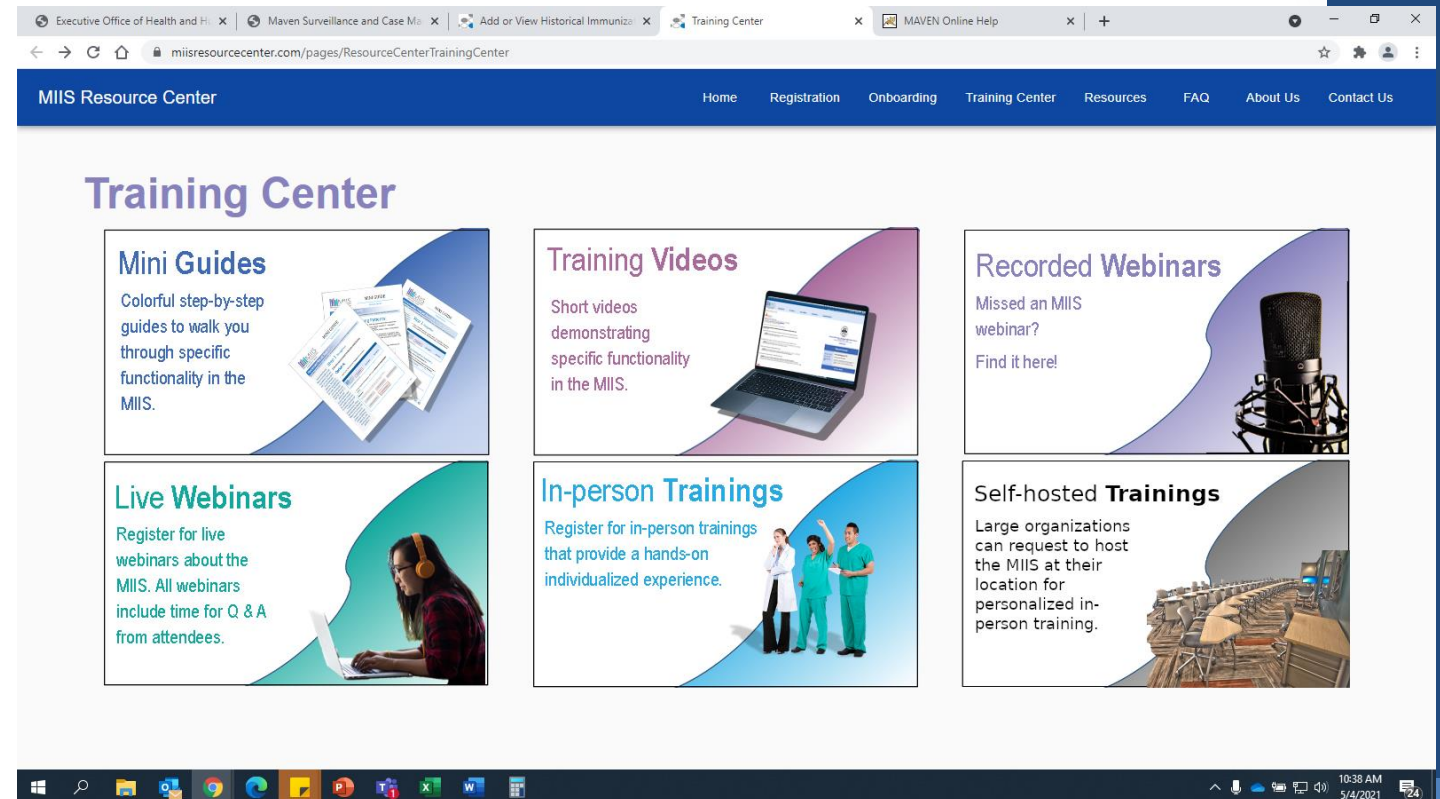 Executive Office of Health and H
Maven Surveillance and Case Ma
Add or View Historical Immuniza
Training Center
MAVEN Online Help
miisresourcecenter.com/pages/ResourceCenterTrainingCenter
MIIS Resource Center
Home
Registration
Onboarding
Training Center
Resources
FAQ
About Us
Contact Us
Training Center
Mini Guides
Colorful step-by-step
guides to walk you
through specific
functionality in the
MIIS.
Training Videos
Short videos
demonstrating
specific functionality
in the MIIS.
Recorded Webinars
Missed an MIIS
webinar?
Find it here!
Live Webinars
Register for live
webinars about the
MIIS. All webinars
include time for Q & A
from attendees.
In-person Trainings
Register for in-person trainings
that provide a hands-on
individualized experience.
Self-hosted Trainings
Large organizations
can request to host
the MIIS at their
location for
personalized in-
person training.
10:38 AM
5/4/2021
24